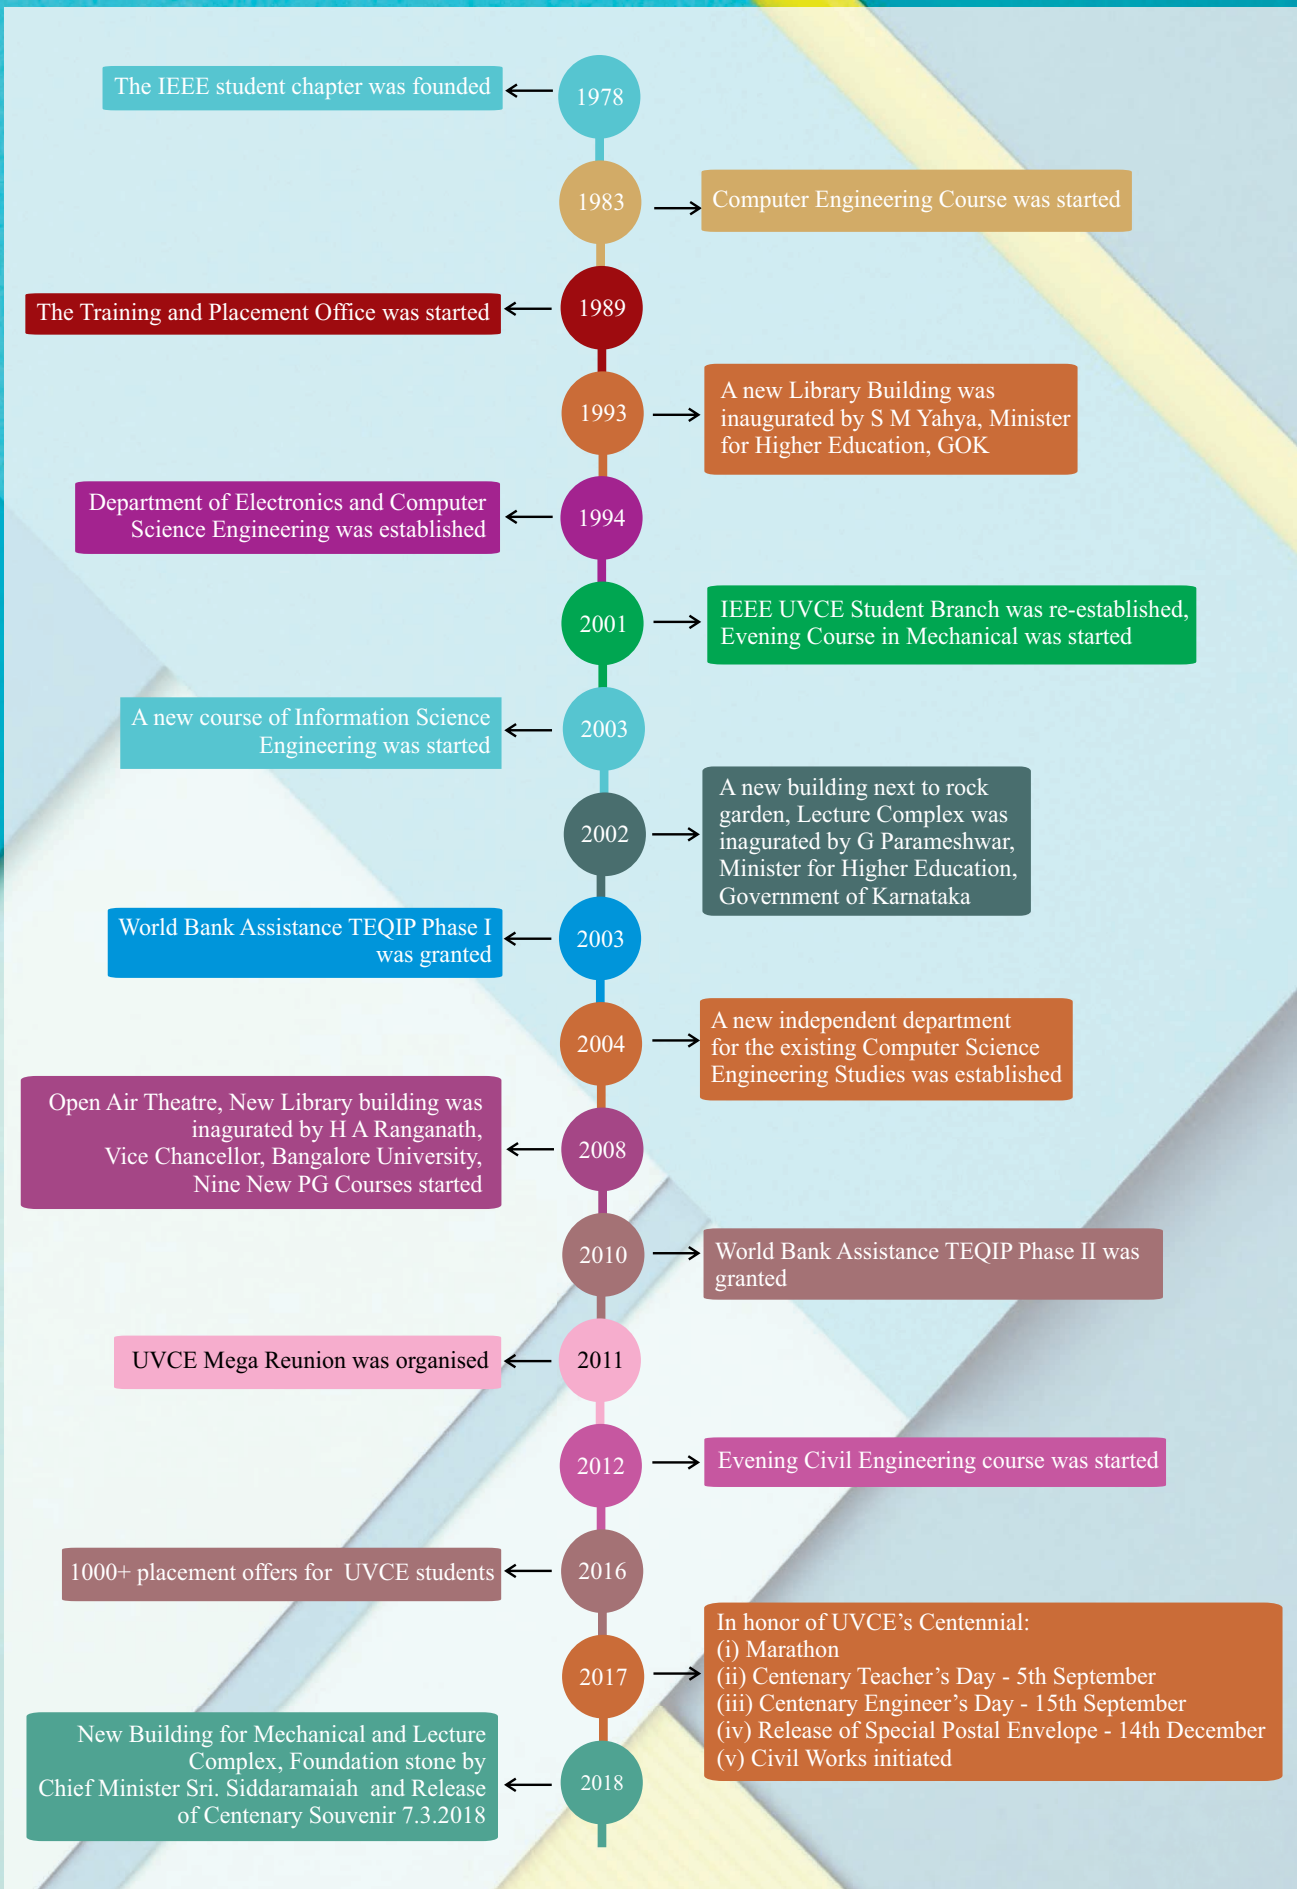 The IEEE student chapter was founded
1978
1983
Computer Engineering Course was started
The Training and Placement Office was started
1989
1993
A new Library Building was
inaugurated by S M Yahya, Minister
for Higher Education, GOK
Department of Electronics and Computer
Science Engineering was established
1994
2001
IEEE UVCE Student Branch was re-established,
Evening Course in Mechanical was started
A new course of Information Science
Engineering was started
2003
2002
A new building next to rock
garden, Lecture Complex was
inagurated by G Parameshwar,
Minister for Higher Education,
Government of Karnataka
World Bank Assistance TEQIP Phase I
was granted
2003
2004
A new independent department
for the existing Computer Science
Engineering Studies was established
Open Air Theatre, New Library building was
inagurated by H A Ranganath,
Vice Chancellor, Bangalore University,
Nine New PG Courses started
2008
2010
World Bank Assistance TEQIP Phase II was
granted
UVCE Mega Reunion was organised
2011
2012
Evening Civil Engineering course was started
1000+ placement offers for UVCE students
2016
2017
In honor of UVCE's Centennial:
(i) Marathon
(ii) Centenary Teacher's Day - 5th September
(iii) Centenary Engineer's Day - 15th September
(iv) Release of Special Postal Envelope - 14th December
(v) Civil Works initiated
New Building for Mechanical and Lecture
Complex, Foundation stone by
Chief Minister Sri. Siddaramaiah and Release
of Centenary Souvenir 7.3.2018
2018